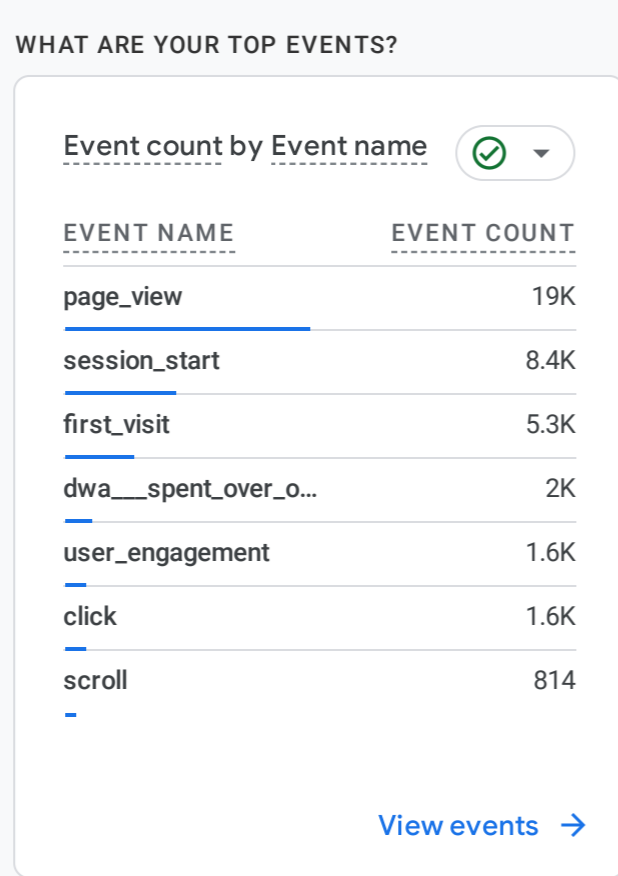 WHAT ARE YOUR TOP EVENTS?
Event count by Event name
EVENT NAME EVENT COUNT
page_view 19K
session_start 8.4K
first_visit 5.3K
dwa___spent_over_o... 2K
user_engagement 1.6K
click 1.6K
scroll 814
View events →